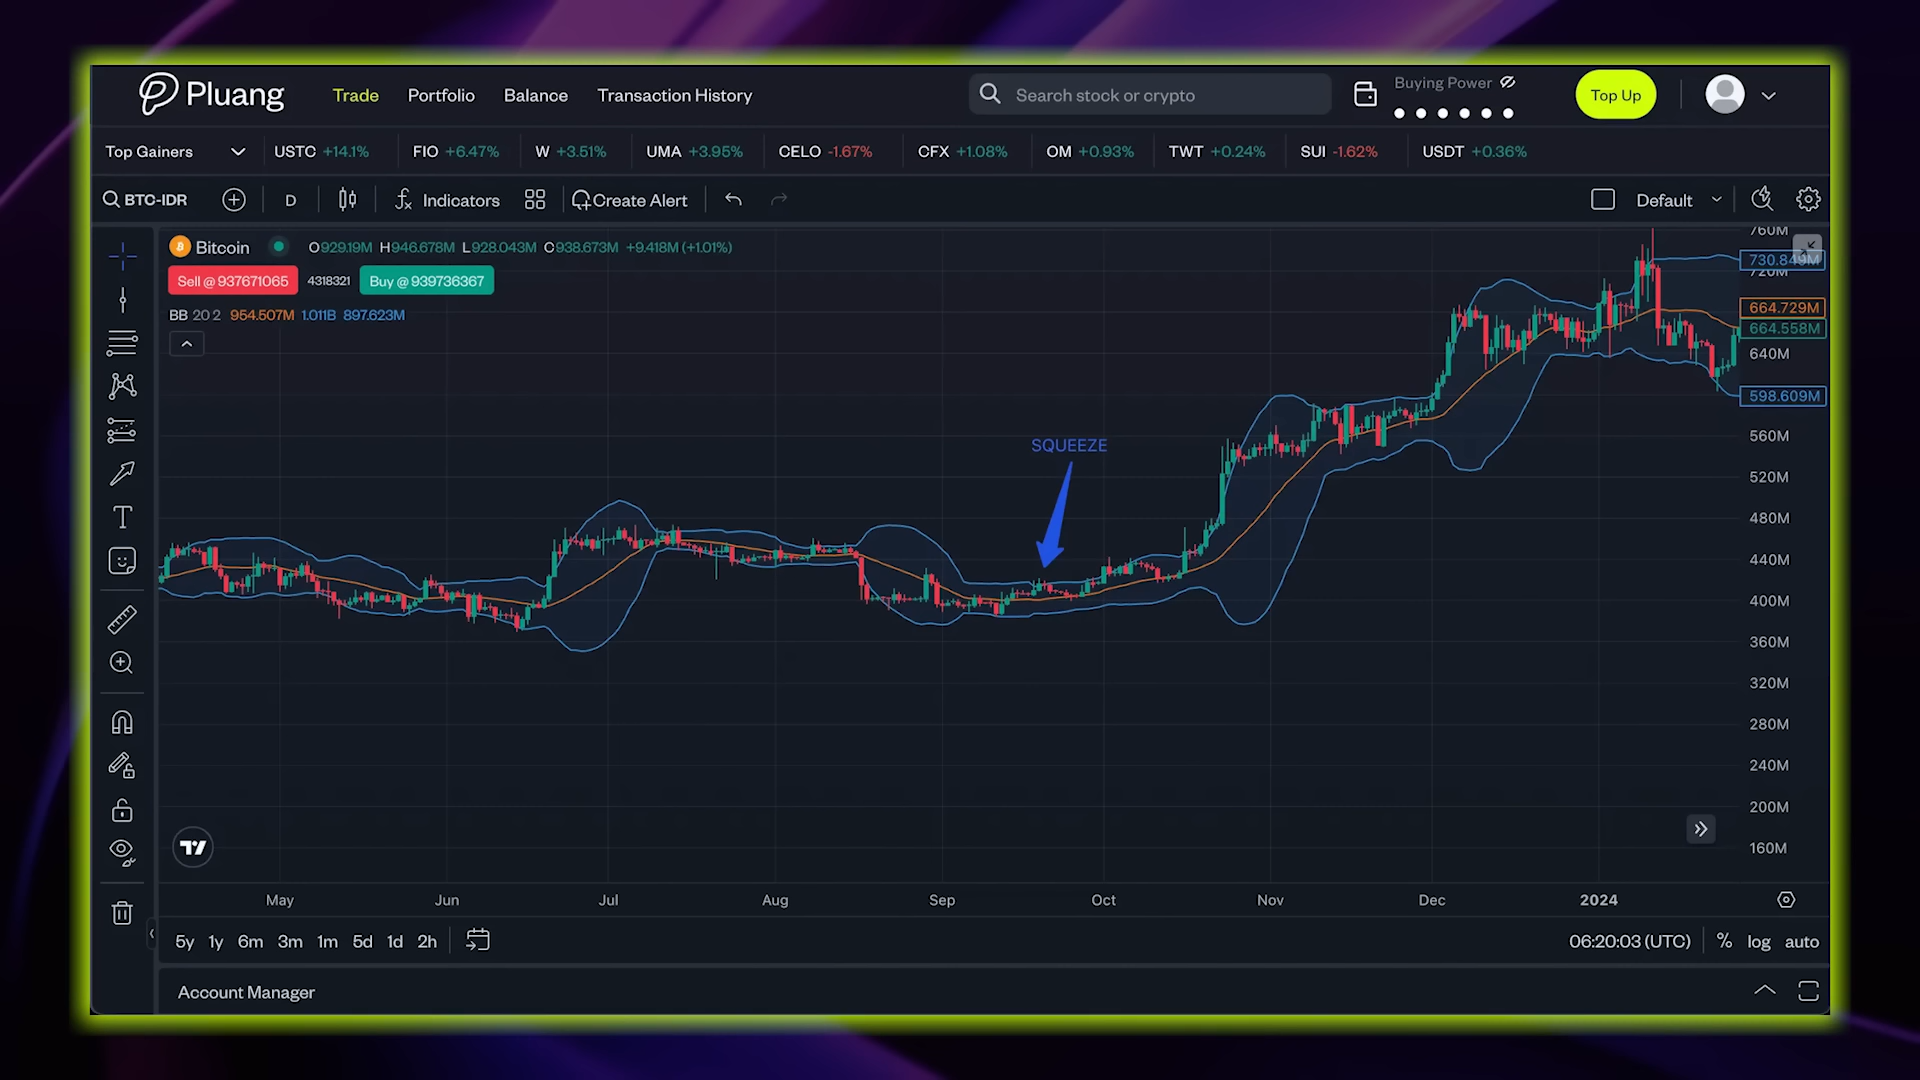 Pluang Trade Portfolio Balance Transaction History Search stock or crypto Buying Power Top Up
Top Gainers USTC +14.1% FIO +6.47% W +3.51% UMA +3.95% CELO -1.67% CFX +1.08% OM +0.93% TWT +0.24% SUI -1.62% USDT +0.36%
BTC-IDR D Indicators Create Alert Default
Bitcoin O929.19M H946.678M L928.043M C938.673M +9.418M (+1.01%)
Sell @ 937671065 4318321 Buy @ 939736367
BB 20 2 954.507M 1.011B 897.623M
SQUEEZE
760M
730.849M
720M
664.729M
664.558M
640M
598.609M
560M
520M
480M
440M
400M
360M
320M
280M
240M
200M
160M
May Jun Jul Aug Sep Oct Nov Dec 2024
5y 1y 6m 3m 1m 5d 1d 2h 06:20:03 (UTC) % log auto
Account Manager